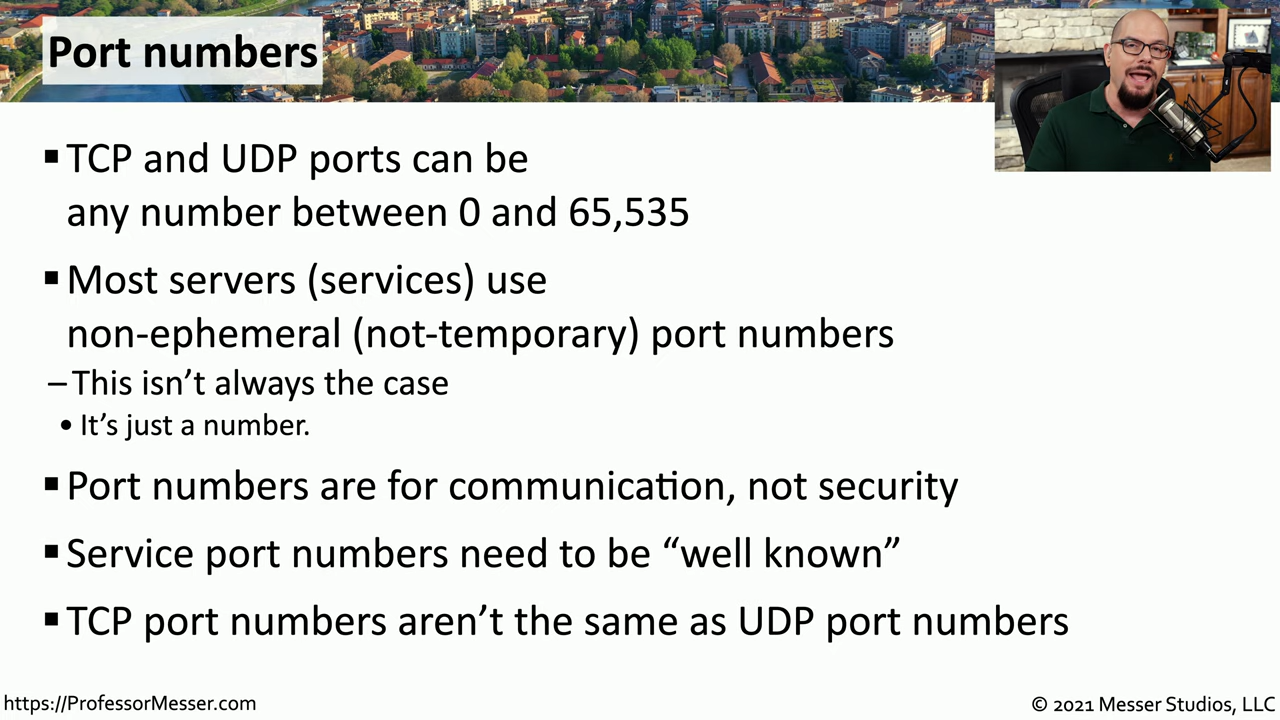 Port numbers
▪ TCP and UDP ports can be
any number between 0 and 65,535
▪ Most servers (services) use
non-ephemeral (not-temporary) port numbers
– This isn’t always the case
• It’s just a number.
▪ Port numbers are for communication, not security
▪ Service port numbers need to be “well known”
▪ TCP port numbers aren’t the same as UDP port numbers
https://ProfessorMesser.com
© 2021 Messer Studios, LLC